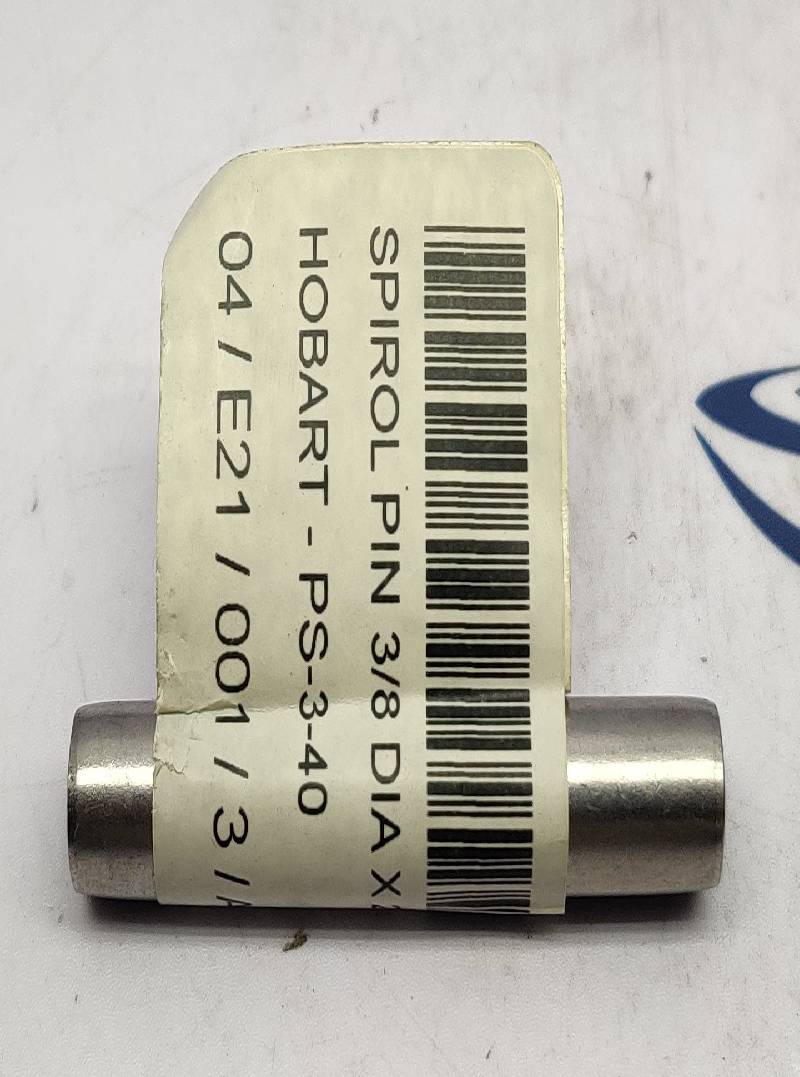 SPIROL PIN 3/8 DIA X
HOBART - PS-3-40
04 / E21 / 001 / 3 /